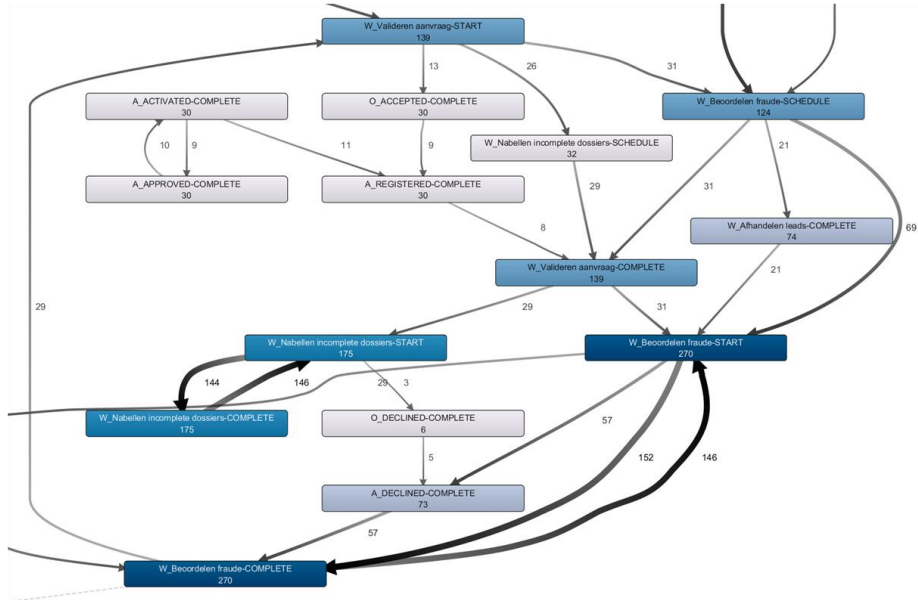 W_Valideren aanvraag-START
139
13
26
31
A_ACTIVATED-COMPLETE
30
O_ACCEPTED-COMPLETE
30
W_Beoordelen fraude-SCHEDULE
124
10
9
11
9
W_Nabellen incomplete dossiers-SCHEDULE
32
21
A_APPROVED-COMPLETE
30
A_REGISTERED-COMPLETE
30
29
31
8
W_Afhandelen leads-COMPLETE
74
69
W_Valideren aanvraag-COMPLETE
139
21
29
29
31
W_Nabellen incomplete dossiers-START
175
W_Beoordelen fraude-START
270
144
146
29
3
W_Nabellen incomplete dossiers-COMPLETE
175
O_DECLINED-COMPLETE
6
57
5
152
146
A_DECLINED-COMPLETE
73
57
W_Beoordelen fraude-COMPLETE
270